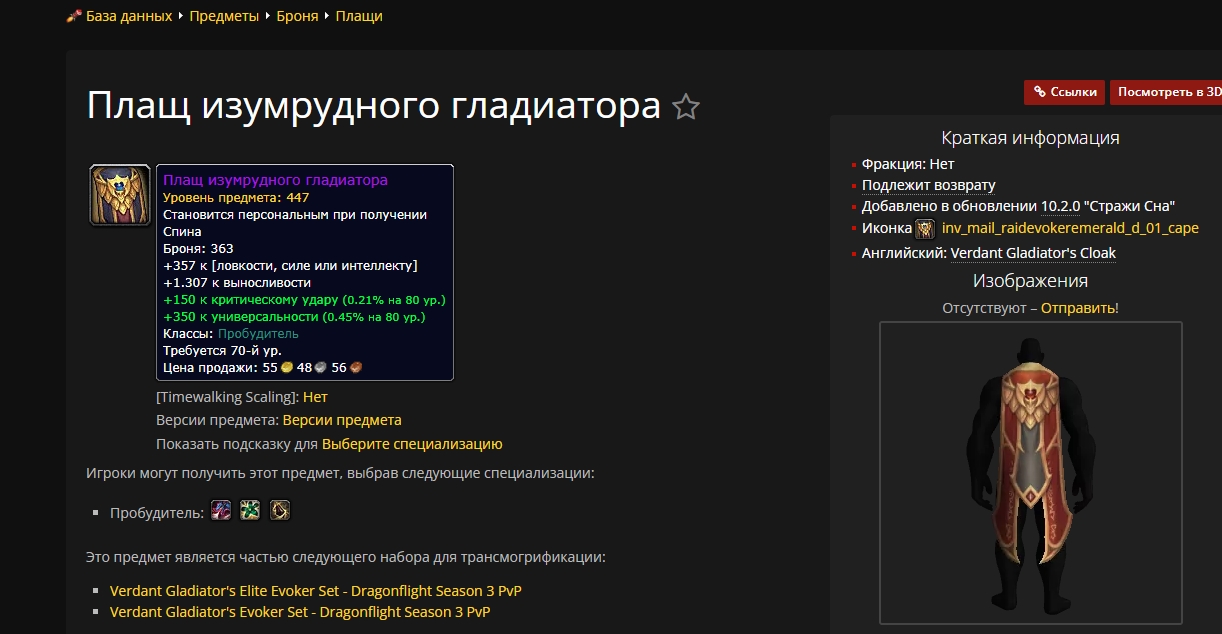 База данных Предметы Броня Плащи
Плащ изумрудного гладиатора
Ссылки
Посмотреть в 3D
Плащ изумрудного гладиатора
Уровень предмета: 447
Становится персональным при получении
Спина
Броня: 363
+357 к [ловкости, силе или интеллекту]
+1.307 к выносливости
+150 к критическому удару (0.21% на 80 ур.)
+350 к универсальности (0.45% на 80 ур.)
Классы: Пробудитель
Требуется 70-й ур.
Цена продажи: 55 48 56
[Timewalking Scaling]: Нет
Версии предмета: Версии предмета
Показать подсказку для Выберите специализацию
Игроки могут получить этот предмет, выбрав следующие специализации:
Пробудитель:
Это предмет является частью следующего набора для трансмогрификации:
Verdant Gladiator's Elite Evoker Set - Dragonflight Season 3 PvP
Verdant Gladiator's Evoker Set - Dragonflight Season 3 PvP
Краткая информация
Фракция: Нет
Подлежит возврату
Добавлено в обновлении 10.2.0 "Стражи Сна"
Иконка inv_mail_raidevokeremerald_d_01_cape
Английский: Verdant Gladiator's Cloak
Изображения
Отсутствуют – Отправить!